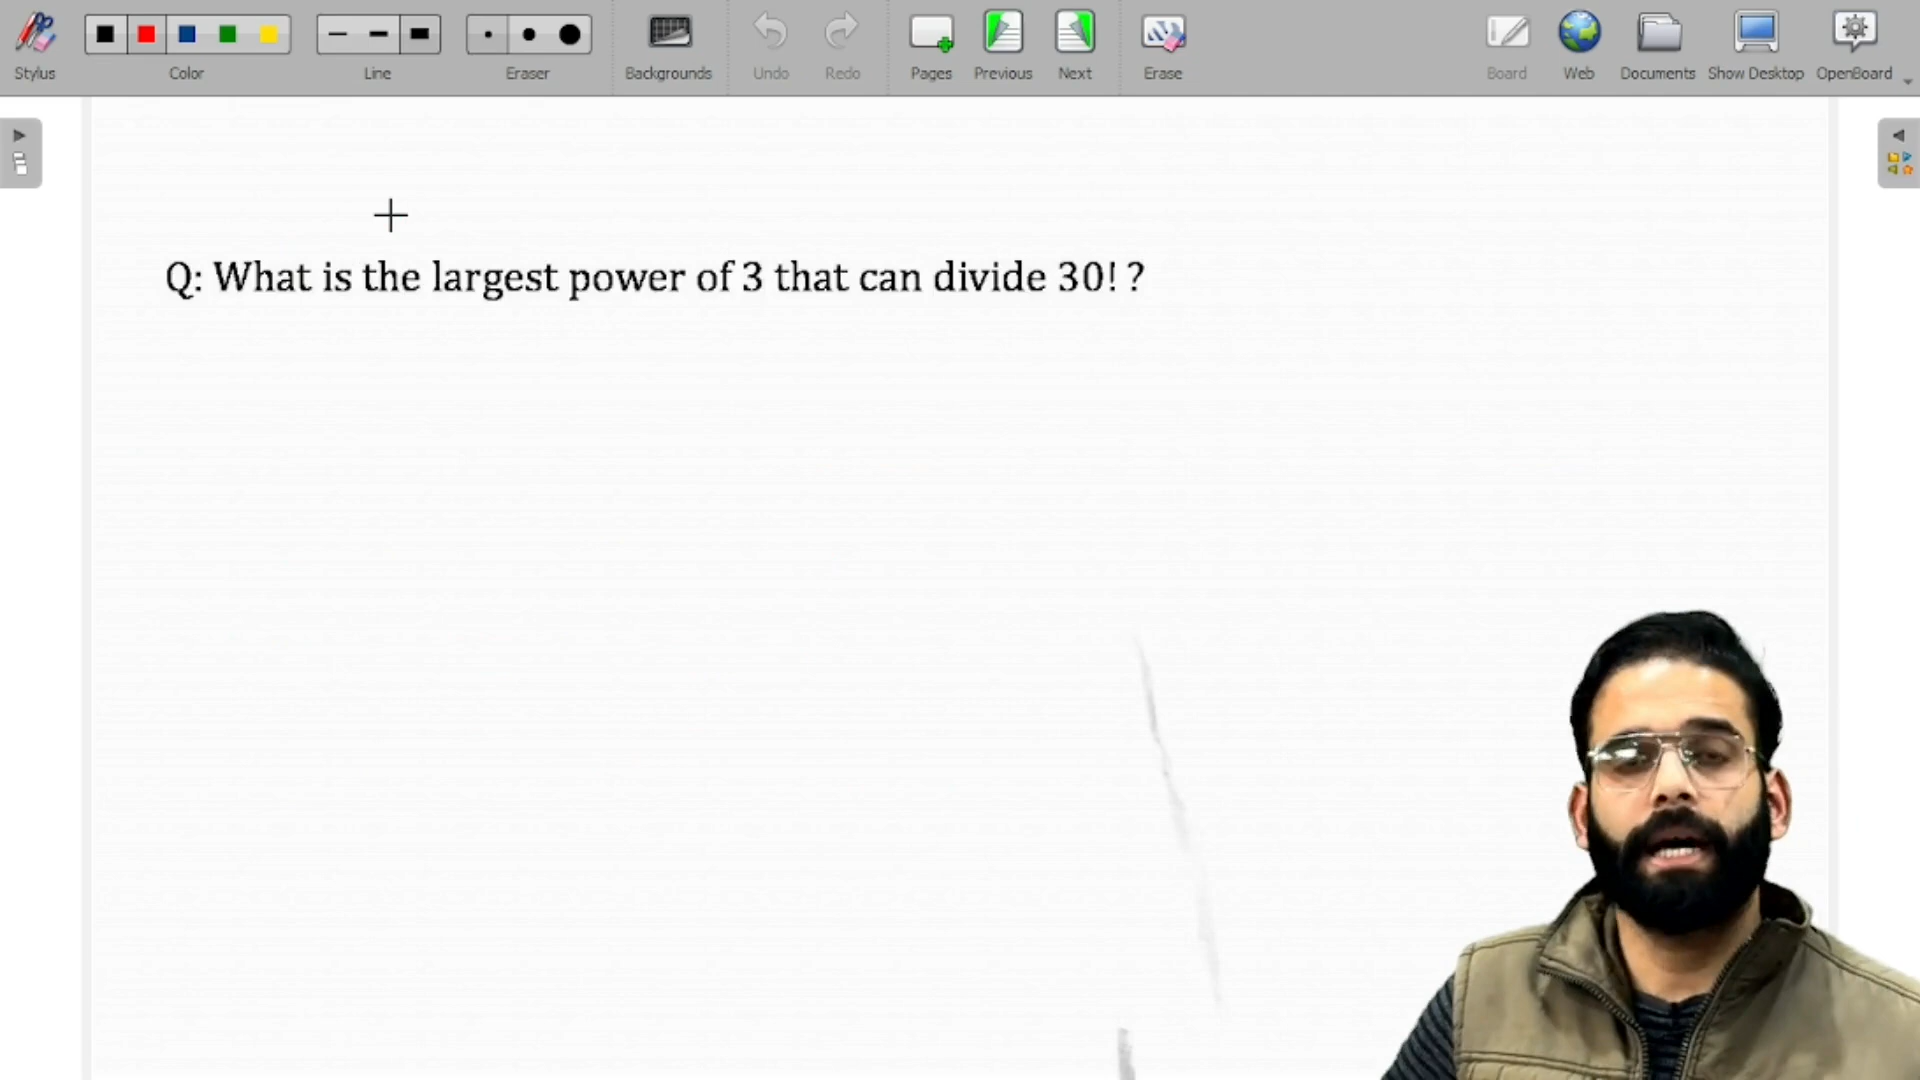 Stylus Color Line Eraser Backgrounds Undo Redo Pages Previous Next Erase Board Web Documents Show Desktop OpenBoard
Q: What is the largest power of 3 that can divide 30! ?